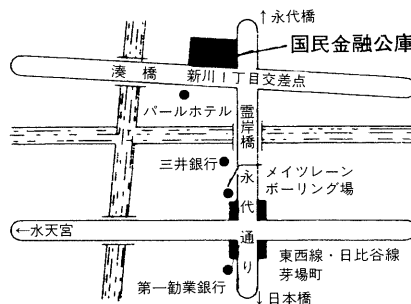 ↑永代橋
国民金融公庫
湊橋
新川1丁目交差点
パールホテル
霊岸橋
三井銀行
メイツレーン
ボーリング場
永代通り
←水天宮
東西線・日比谷線
茅場町
第一勧業銀行
↓日本橋